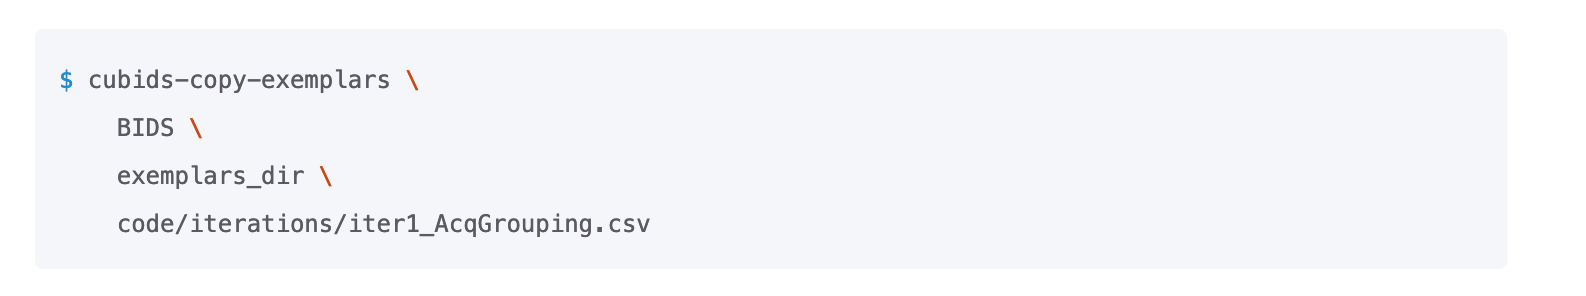 $ cubids-copy-exemplars \
BIDS \
exemplars_dir \
code/iterations/iter1_AcqGrouping.csv